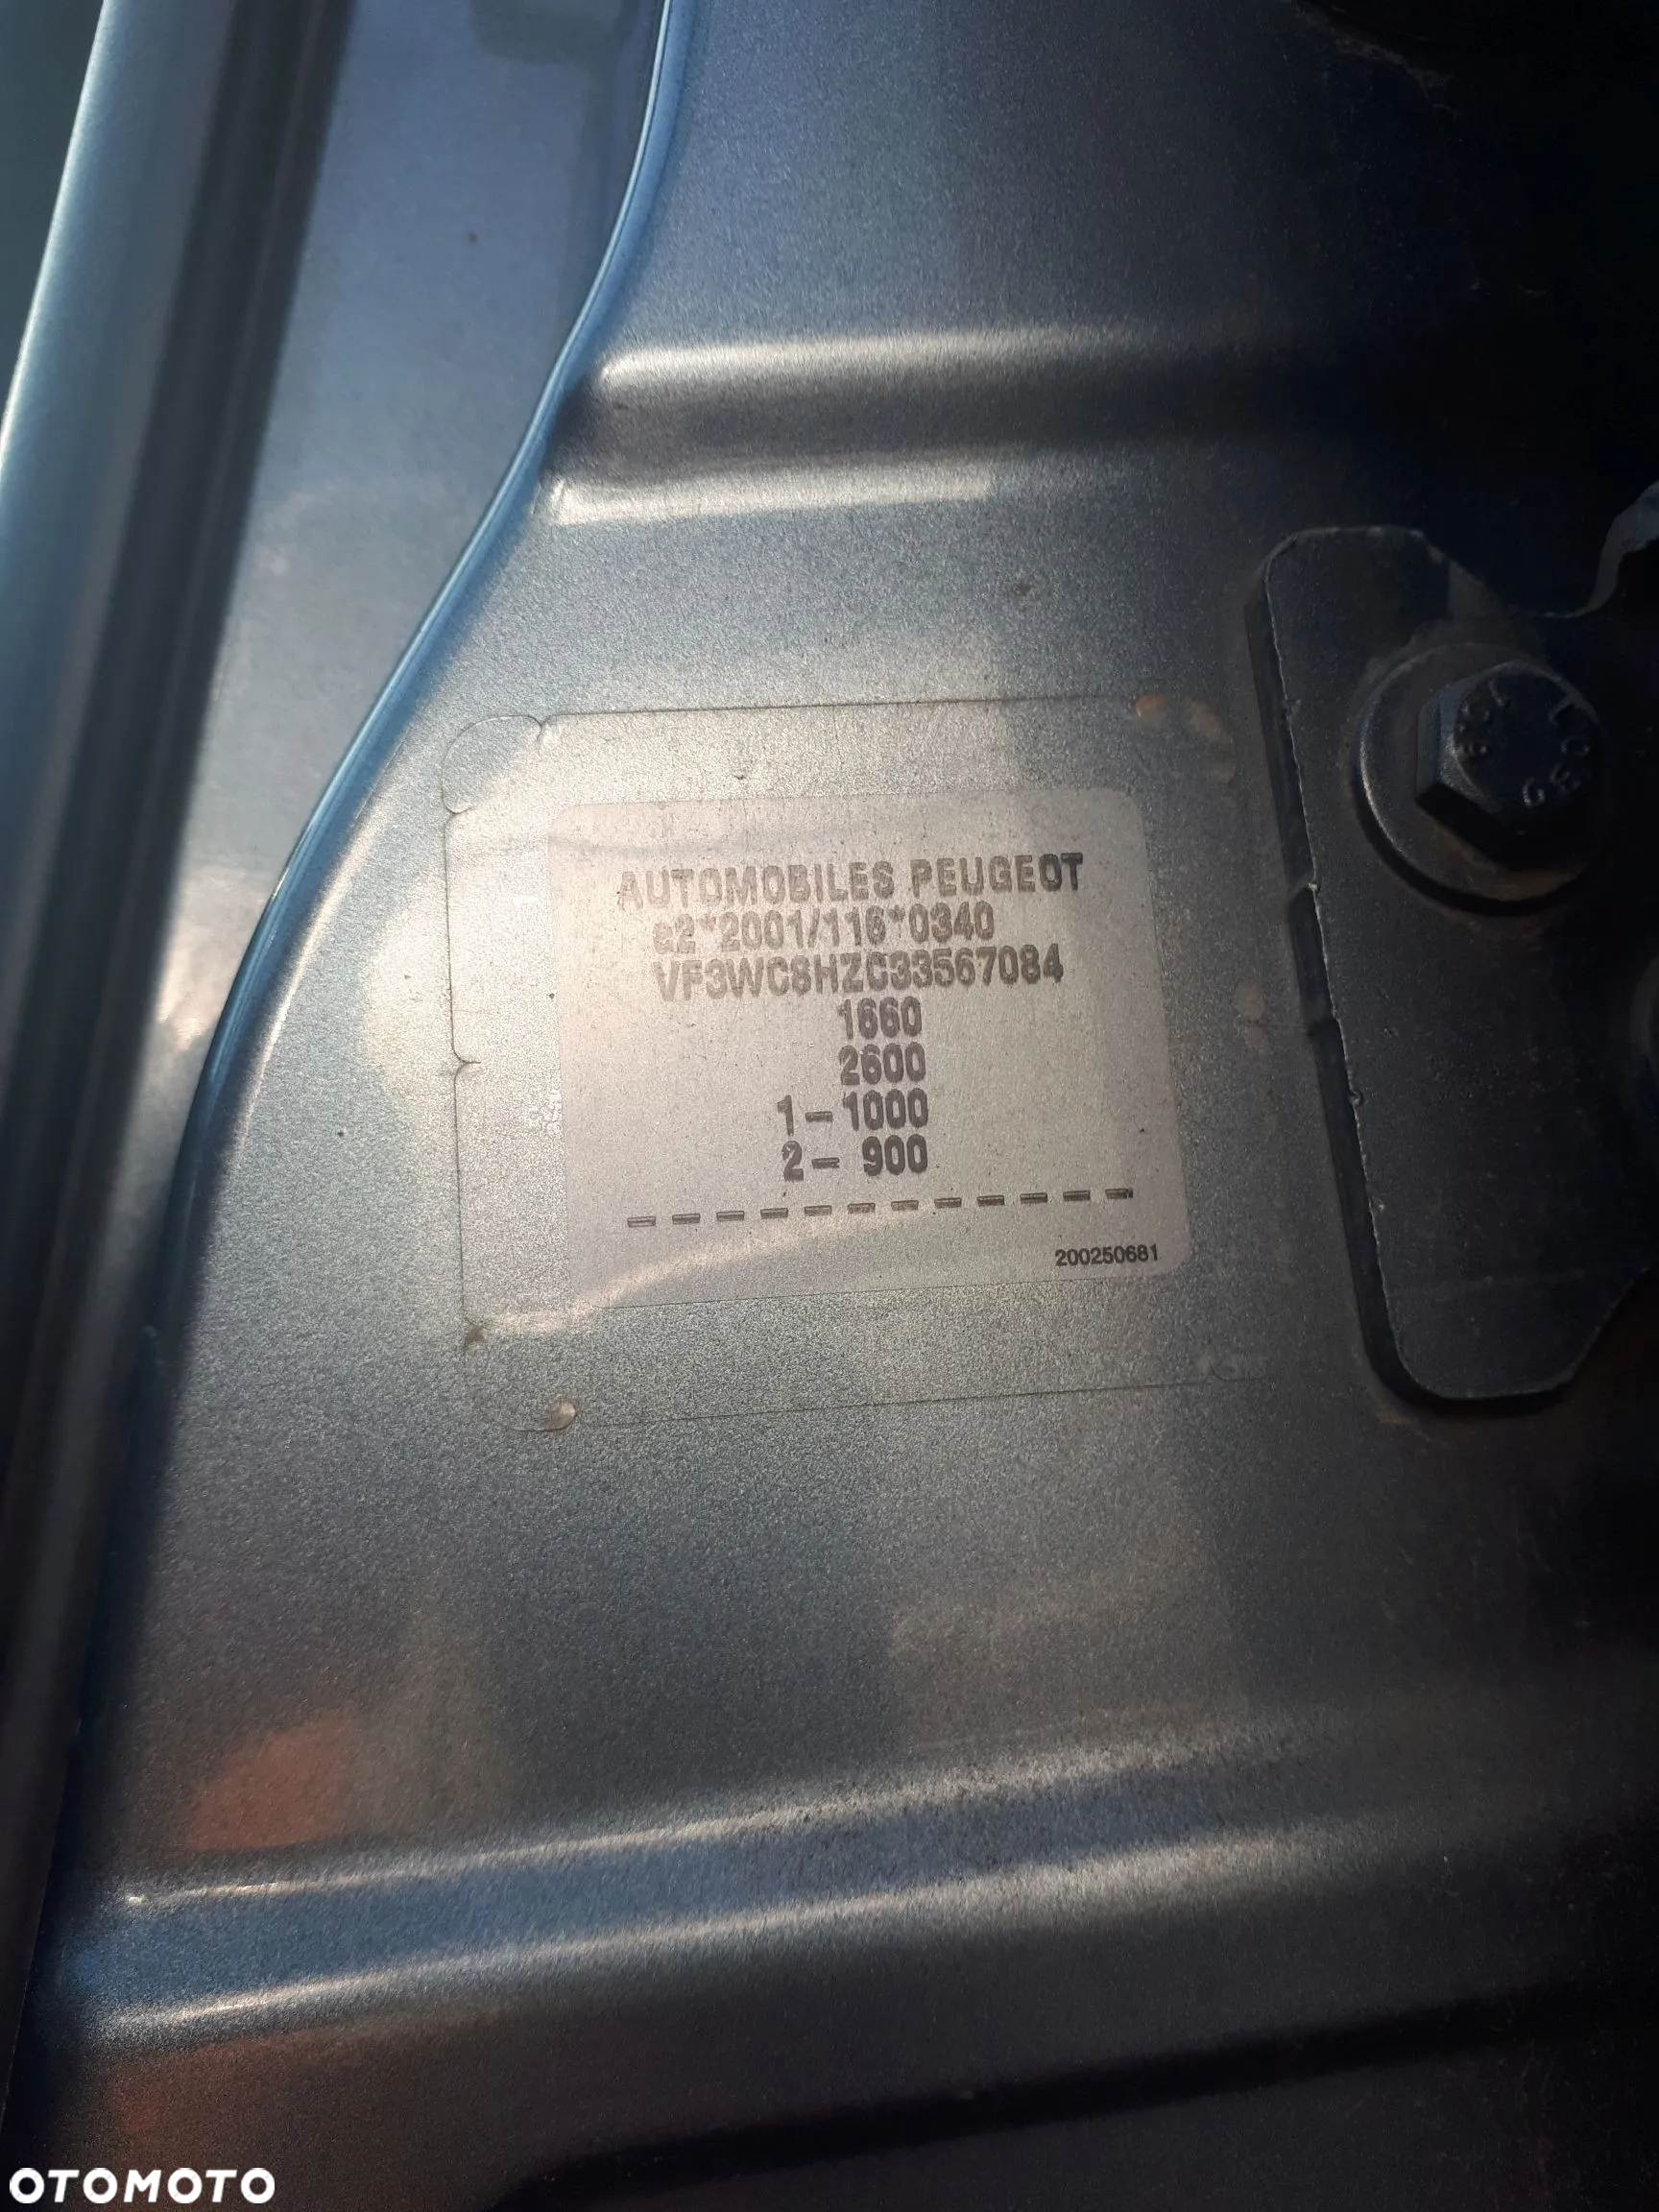 AUTOMOBILES PEUGEOT
e2*2001/116*0340
VF3WC8HZC33567084
1660
2600
1- 1000
2- 900
------------
200250681
OTOMOTO